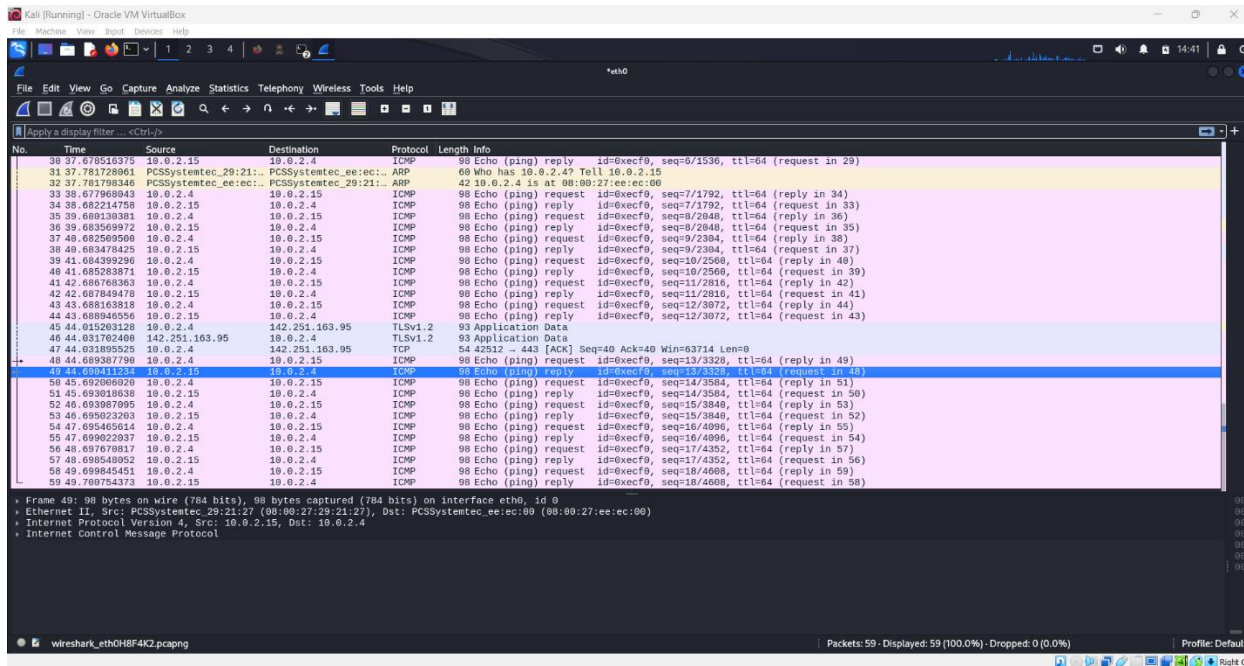 Kali [Running] - Oracle VM VirtualBox
File Machine View Input Devices Help
1 2 3 4 14:41
*eth0
File Edit View Go Capture Analyze Statistics Telephony Wireless Tools Help
Apply a display filter ... <Ctrl-/>
No. Time Source Destination Protocol Length Info
30 37.678516375 10.0.2.15 10.0.2.4 ICMP 98 Echo (ping) reply id=0xecf0, seq=6/1536, ttl=64 (request in 29)
31 37.781728061 PCSSystemtec_29:21:… PCSSystemtec_ee:ec:… ARP 60 Who has 10.0.2.4? Tell 10.0.2.15
32 37.781798346 PCSSystemtec_ee:ec:… PCSSystemtec_29:21:… ARP 42 10.0.2.4 is at 08:00:27:ee:ec:00
33 38.677968043 10.0.2.4 10.0.2.15 ICMP 98 Echo (ping) request id=0xecf0, seq=7/1792, ttl=64 (reply in 34)
34 38.682214758 10.0.2.15 10.0.2.4 ICMP 98 Echo (ping) reply id=0xecf0, seq=7/1792, ttl=64 (request in 33)
35 39.680130381 10.0.2.4 10.0.2.15 ICMP 98 Echo (ping) request id=0xecf0, seq=8/2048, ttl=64 (reply in 36)
36 39.683569972 10.0.2.15 10.0.2.4 ICMP 98 Echo (ping) reply id=0xecf0, seq=8/2048, ttl=64 (request in 35)
37 40.682509500 10.0.2.4 10.0.2.15 ICMP 98 Echo (ping) request id=0xecf0, seq=9/2304, ttl=64 (reply in 38)
38 40.683478425 10.0.2.15 10.0.2.4 ICMP 98 Echo (ping) reply id=0xecf0, seq=9/2304, ttl=64 (request in 37)
39 41.684399296 10.0.2.4 10.0.2.15 ICMP 98 Echo (ping) request id=0xecf0, seq=10/2560, ttl=64 (reply in 40)
40 41.685283871 10.0.2.15 10.0.2.4 ICMP 98 Echo (ping) reply id=0xecf0, seq=10/2560, ttl=64 (request in 39)
41 42.686768363 10.0.2.4 10.0.2.15 ICMP 98 Echo (ping) request id=0xecf0, seq=11/2816, ttl=64 (reply in 42)
42 42.687849478 10.0.2.15 10.0.2.4 ICMP 98 Echo (ping) reply id=0xecf0, seq=11/2816, ttl=64 (request in 41)
43 43.688163818 10.0.2.4 10.0.2.15 ICMP 98 Echo (ping) request id=0xecf0, seq=12/3072, ttl=64 (reply in 44)
44 43.688946556 10.0.2.15 10.0.2.4 ICMP 98 Echo (ping) reply id=0xecf0, seq=12/3072, ttl=64 (request in 43)
45 44.015203128 10.0.2.4 142.251.163.95 TLSv1.2 93 Application Data
46 44.031702400 142.251.163.95 10.0.2.4 TLSv1.2 93 Application Data
47 44.031895525 10.0.2.4 142.251.163.95 TCP 54 42512 → 443 [ACK] Seq=40 Ack=40 Win=63714 Len=0
48 44.689387790 10.0.2.4 10.0.2.15 ICMP 98 Echo (ping) request id=0xecf0, seq=13/3328, ttl=64 (reply in 49)
49 44.690411234 10.0.2.15 10.0.2.4 ICMP 98 Echo (ping) reply id=0xecf0, seq=13/3328, ttl=64 (request in 48)
50 45.692006020 10.0.2.4 10.0.2.15 ICMP 98 Echo (ping) request id=0xecf0, seq=14/3584, ttl=64 (reply in 51)
51 45.693018638 10.0.2.15 10.0.2.4 ICMP 98 Echo (ping) reply id=0xecf0, seq=14/3584, ttl=64 (request in 50)
52 46.693987095 10.0.2.4 10.0.2.15 ICMP 98 Echo (ping) request id=0xecf0, seq=15/3840, ttl=64 (reply in 53)
53 46.695023203 10.0.2.15 10.0.2.4 ICMP 98 Echo (ping) reply id=0xecf0, seq=15/3840, ttl=64 (request in 52)
54 47.695465614 10.0.2.4 10.0.2.15 ICMP 98 Echo (ping) request id=0xecf0, seq=16/4096, ttl=64 (reply in 55)
55 47.699022037 10.0.2.15 10.0.2.4 ICMP 98 Echo (ping) reply id=0xecf0, seq=16/4096, ttl=64 (request in 54)
56 48.697670817 10.0.2.4 10.0.2.15 ICMP 98 Echo (ping) request id=0xecf0, seq=17/4352, ttl=64 (reply in 57)
57 48.698548052 10.0.2.15 10.0.2.4 ICMP 98 Echo (ping) reply id=0xecf0, seq=17/4352, ttl=64 (request in 56)
58 49.699845451 10.0.2.4 10.0.2.15 ICMP 98 Echo (ping) request id=0xecf0, seq=18/4608, ttl=64 (reply in 59)
59 49.700754373 10.0.2.15 10.0.2.4 ICMP 98 Echo (ping) reply id=0xecf0, seq=18/4608, ttl=64 (request in 58)
Frame 49: 98 bytes on wire (784 bits), 98 bytes captured (784 bits) on interface eth0, id 0
Ethernet II, Src: PCSSystemtec_29:21:27 (08:00:27:29:21:27), Dst: PCSSystemtec_ee:ec:00 (08:00:27:ee:ec:00)
Internet Protocol Version 4, Src: 10.0.2.15, Dst: 10.0.2.4
Internet Control Message Protocol
wireshark_eth0H8F4K2.pcapng Packets: 59 · Displayed: 59 (100.0%) · Dropped: 0 (0.0%) Profile: Defaul
Right C